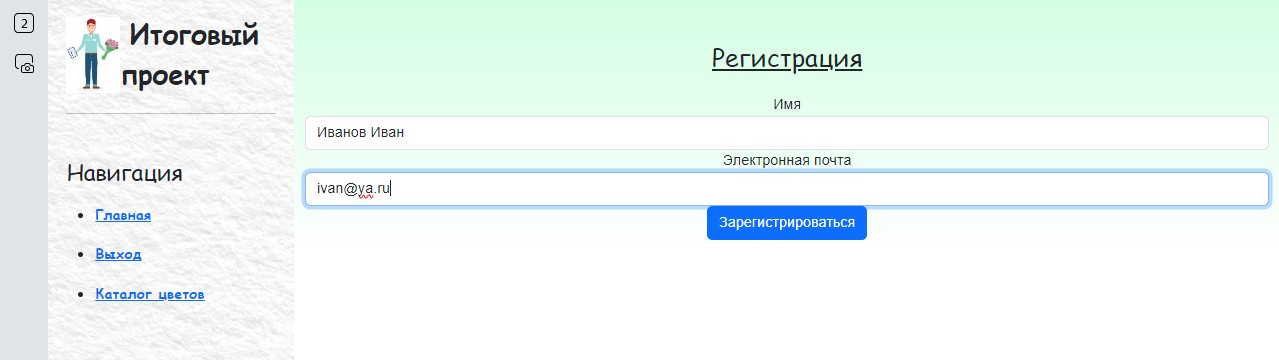 2
Итоговый
проект
Навигация
Главная
Выход
Каталог цветов
Регистрация
Имя
Иванов Иван
Электронная почта
ivan@ya.ru
Зарегистрироваться